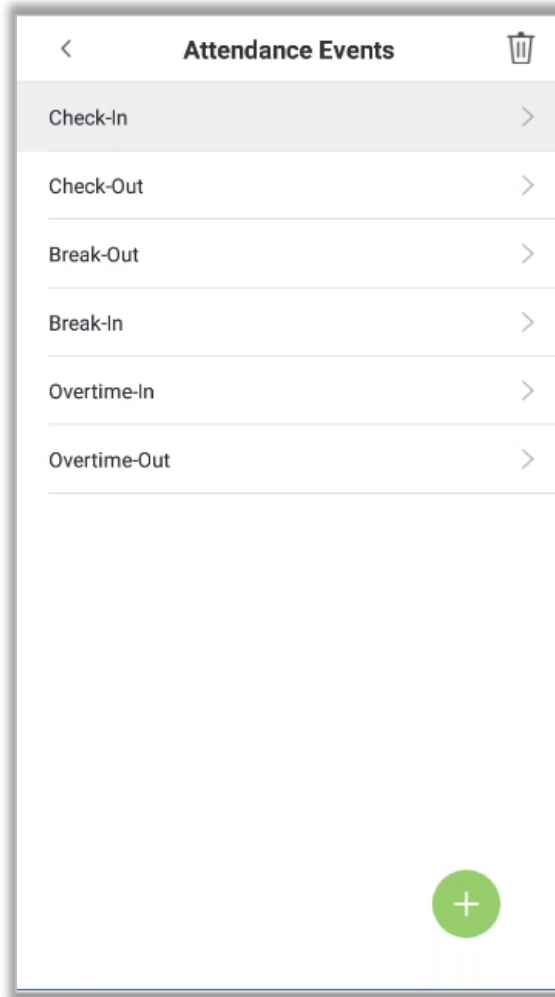 Attendance Events
Check-In
Check-Out
Break-Out
Break-In
Overtime-In
Overtime-Out